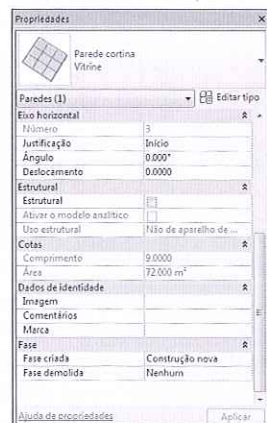 Propriedades
Parede cortina
Vitrine
Paredes (1) Editar tipo
Eixo horizontal
Número 3
Justificação Início
Ângulo 0.000°
Deslocamento 0.0000
Estrutural
Estrutural
Ativar o modelo analítico
Uso estrutural Não de aparelho de ...
Cotas
Comprimento 9.0000
Área 72.000 m²
Dados de identidade
Imagem
Comentários
Marca
Fase
Fase criada Construção nova
Fase demolida Nenhum
Ajuda de propriedades Aplicar